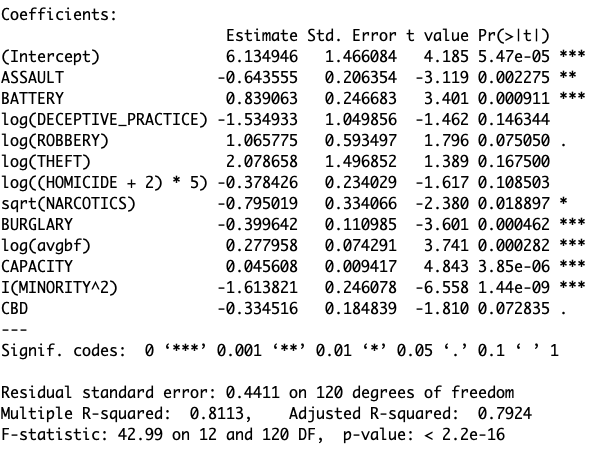 Coefficients:
                         Estimate Std. Error t value Pr(>|t|)
(Intercept)              6.134946   1.466084   4.185 5.47e-05 ***
ASSAULT                 -0.643555   0.206354  -3.119 0.002275 **
BATTERY                  0.839063   0.246683   3.401 0.000911 ***
log(DECEPTIVE_PRACTICE) -1.534933   1.049856  -1.462 0.146344
log(ROBBERY)             1.065775   0.593497   1.796 0.075050 .
log(THEFT)               2.078658   1.496852   1.389 0.167500
log((HOMICIDE + 2) * 5) -0.378426   0.234029  -1.617 0.108503
sqrt(NARCOTICS)         -0.795019   0.334066  -2.380 0.018897 *
BURGLARY                -0.399642   0.110985  -3.601 0.000462 ***
log(avgbf)               0.277958   0.074291   3.741 0.000282 ***
CAPACITY                 0.045608   0.009417   4.843 3.85e-06 ***
I(MINORITY^2)           -1.613821   0.246078  -6.558 1.44e-09 ***
CBD                     -0.334516   0.184839  -1.810 0.072835 .
---
Signif. codes:  0 ‘***’ 0.001 ‘**’ 0.01 ‘*’ 0.05 ‘.’ 0.1 ‘ ’ 1
Residual standard error: 0.4411 on 120 degrees of freedom
Multiple R-squared:  0.8113,	Adjusted R-squared:  0.7924
F-statistic: 42.99 on 12 and 120 DF,  p-value: < 2.2e-16